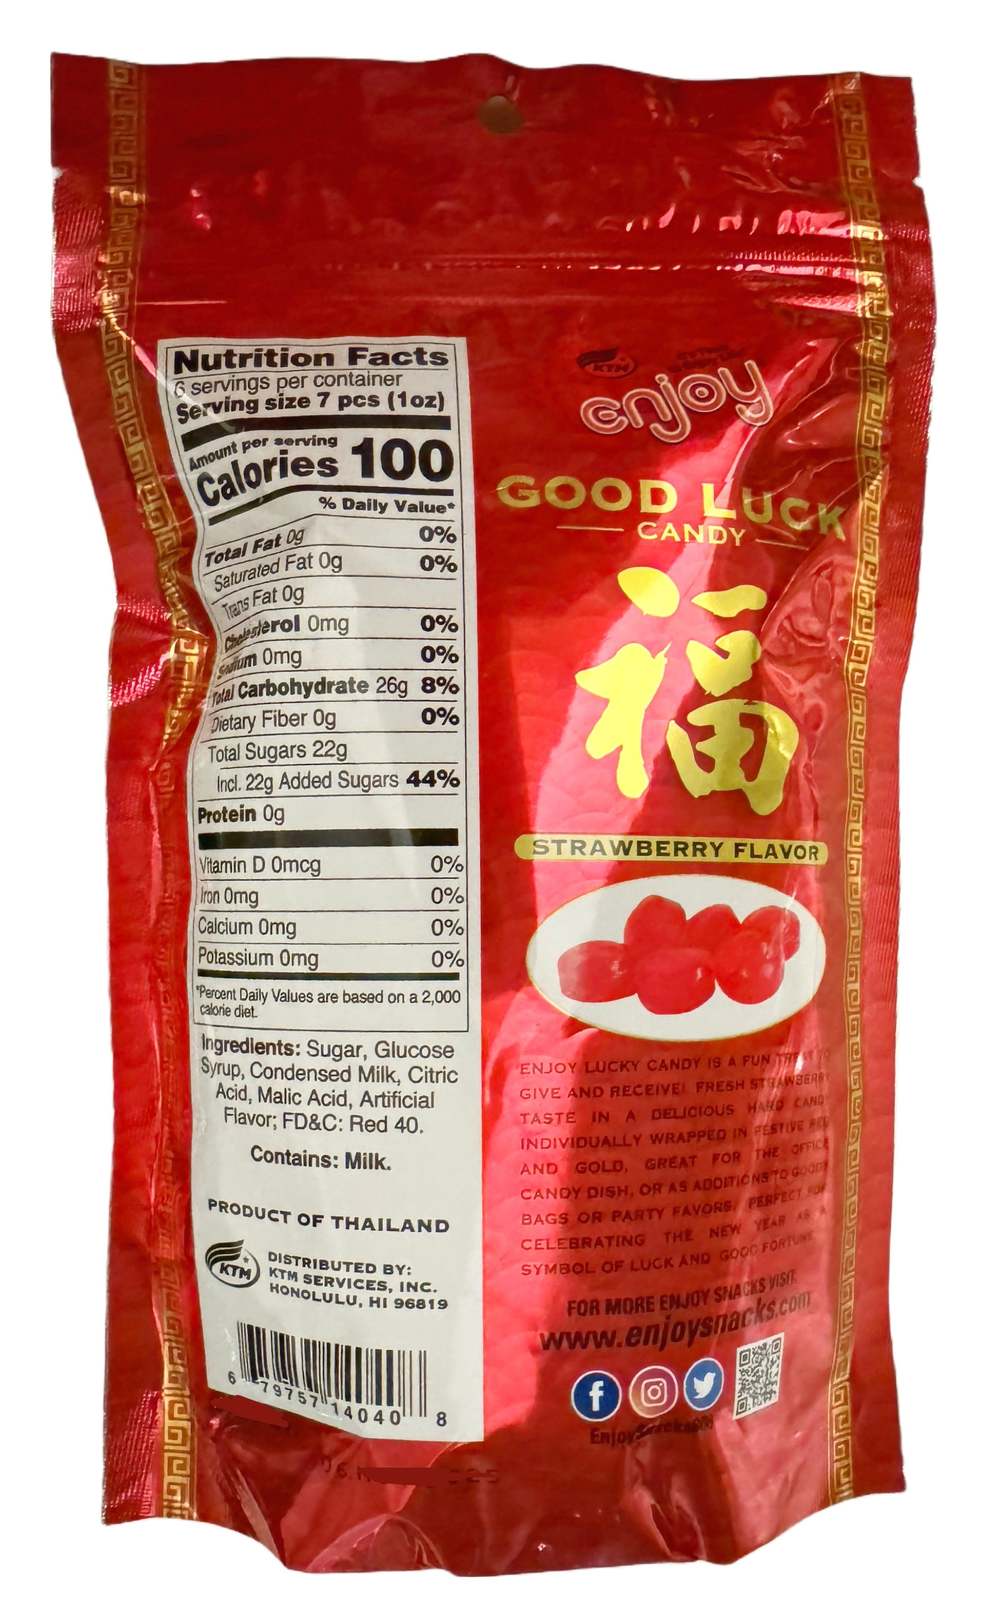 Nutrition Facts
6 servings per container
Serving size 7 pcs (1oz)
Amount per serving
Calories 100
% Daily Value*
Total Fat 0g 0%
Saturated Fat 0g 0%
Trans Fat 0g
Cholesterol 0mg 0%
Sodium 0mg 0%
Total Carbohydrate 26g 8%
Dietary Fiber 0g 0%
Total Sugars 22g
Incl. 22g Added Sugars 44%
Protein 0g
Vitamin D 0mcg 0%
Iron 0mg 0%
Calcium 0mg 0%
Potassium 0mg 0%
*Percent Daily Values are based on a 2,000
calorie diet.
Ingredients: Sugar, Glucose
Syrup, Condensed Milk, Citric
Acid, Malic Acid, Artificial
Flavor; FD&C: Red 40.
Contains: Milk.
PRODUCT OF THAILAND
KTM
DISTRIBUTED BY:
KTM SERVICES, INC.
HONOLULU, HI 96819
6 79757 14040 8
KTM
enjoy
GOOD LUCK
CANDY
福
STRAWBERRY FLAVOR
ENJOY LUCKY CANDY IS A FUN TREAT TO
GIVE AND RECEIVE! FRESH STRAWBERRY
TASTE IN A DELICIOUS HARD CANDY
INDIVIDUALLY WRAPPED IN FESTIVE RED
AND GOLD, GREAT FOR THE OFFICE
CANDY DISH, OR AS ADDITIONS TO GOODY
BAGS OR PARTY FAVORS. PERFECT FOR
CELEBRATING THE NEW YEAR AS A
SYMBOL OF LUCK AND GOOD FORTUNE.
FOR MORE ENJOY SNACKS VISIT
www.enjoysnacks.com